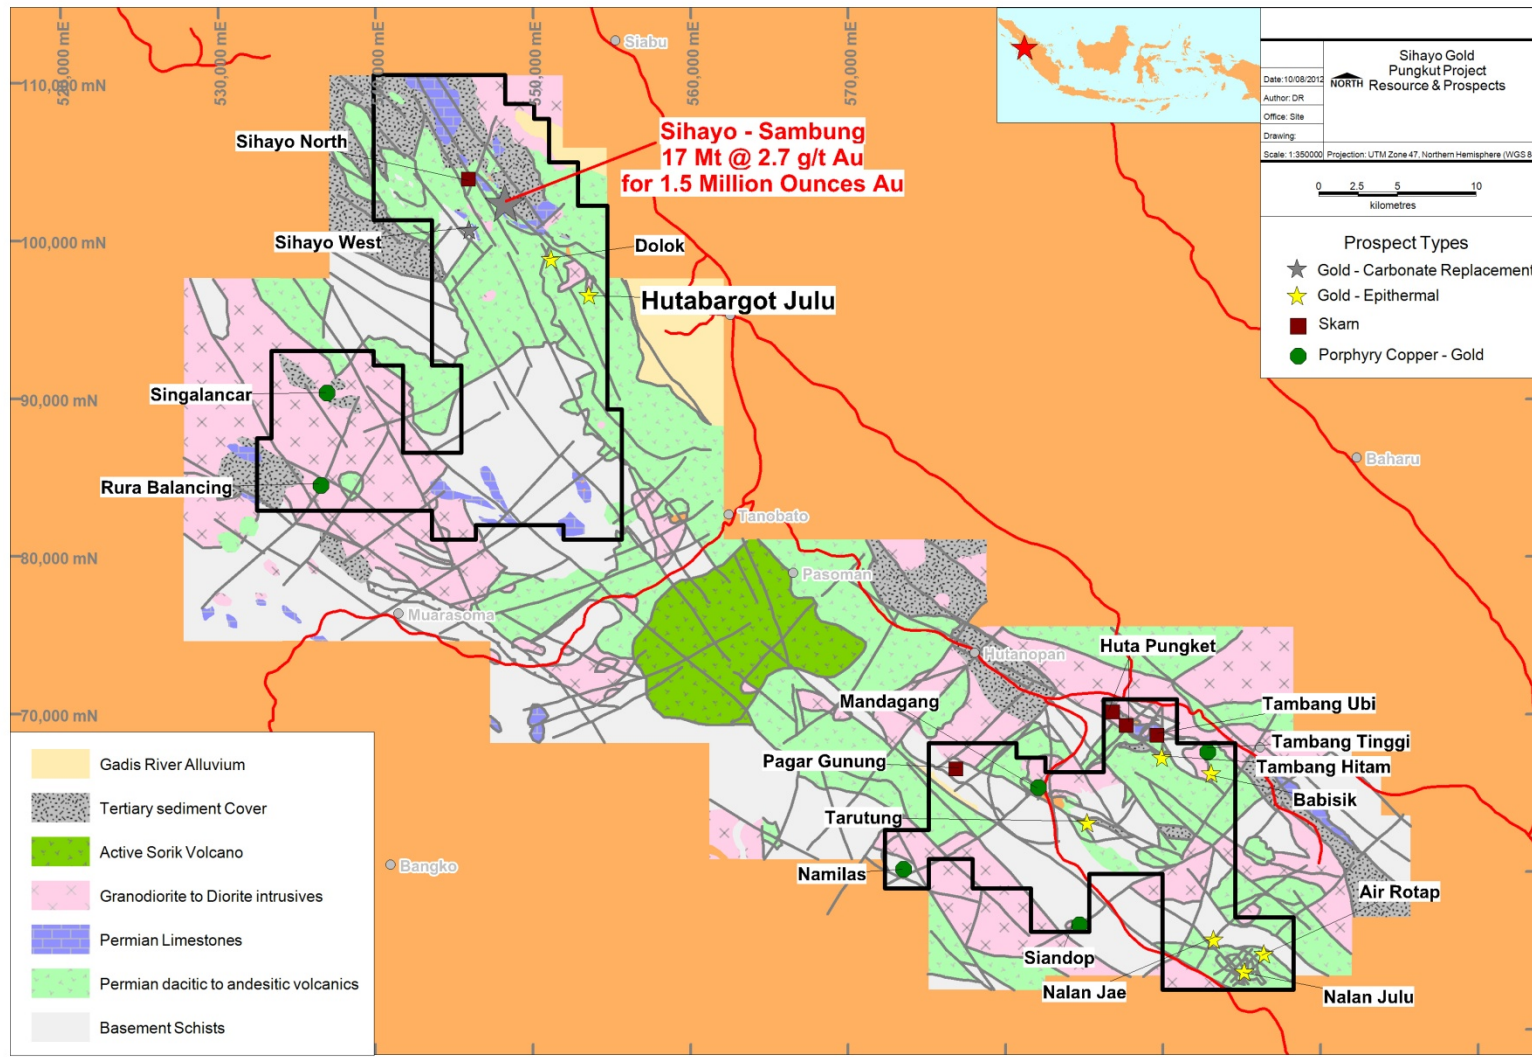 520,000 mE
530,000 mE
550,000 mE
560,000 mE
570,000 mE
110,000 mN
100,000 mN
90,000 mN
80,000 mN
70,000 mN
Siabu
Sihayo North
Sihayo - Sambung
17 Mt @ 2.7 g/t Au
for 1.5 Million Ounces Au
Sihayo West
Dolok
Hutabargot Julu
Singalancar
Rura Balancing
Tanobato
Baharu
Pasoman
Muarasoma
Hutanopan
Huta Pungket
Mandagang
Tambang Ubi
Pagar Gunung
Tambang Tinggi
Tambang Hitam
Babisik
Tarutung
Bangko
Namilas
Air Rotap
Siandop
Nalan Jae
Nalan Julu
Date:10/08/2012
Author: DR
Office: Site
Drawing:
Scale: 1:350000
NORTH
Sihayo Gold
Pungkut Project
Resource & Prospects
Projection: UTM Zone 47, Northern Hemisphere (WGS 8
0 2.5 5 10
kilometres
Prospect Types
Gold - Carbonate Replacement
Gold - Epithermal
Skarn
Porphyry Copper - Gold
Gadis River Alluvium
Tertiary sediment Cover
Active Sorik Volcano
Granodiorite to Diorite intrusives
Permian Limestones
Permian dacitic to andesitic volcanics
Basement Schists